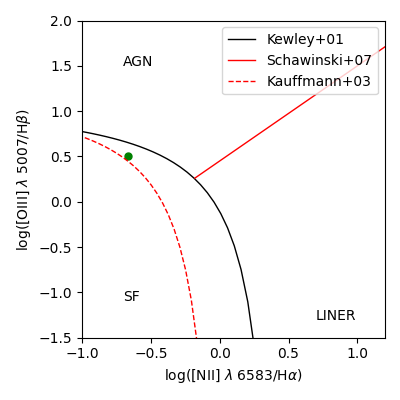 2.0
1.5
1.0
0.5
0.0
−0.5
−1.0
−1.5
log([OIII] λ 5007/Hβ)
AGN
Kewley+01
Schawinski+07
Kauffmann+03
SF
LINER
−1.0 −0.5 0.0 0.5 1.0
log([NII] λ 6583/Hα)